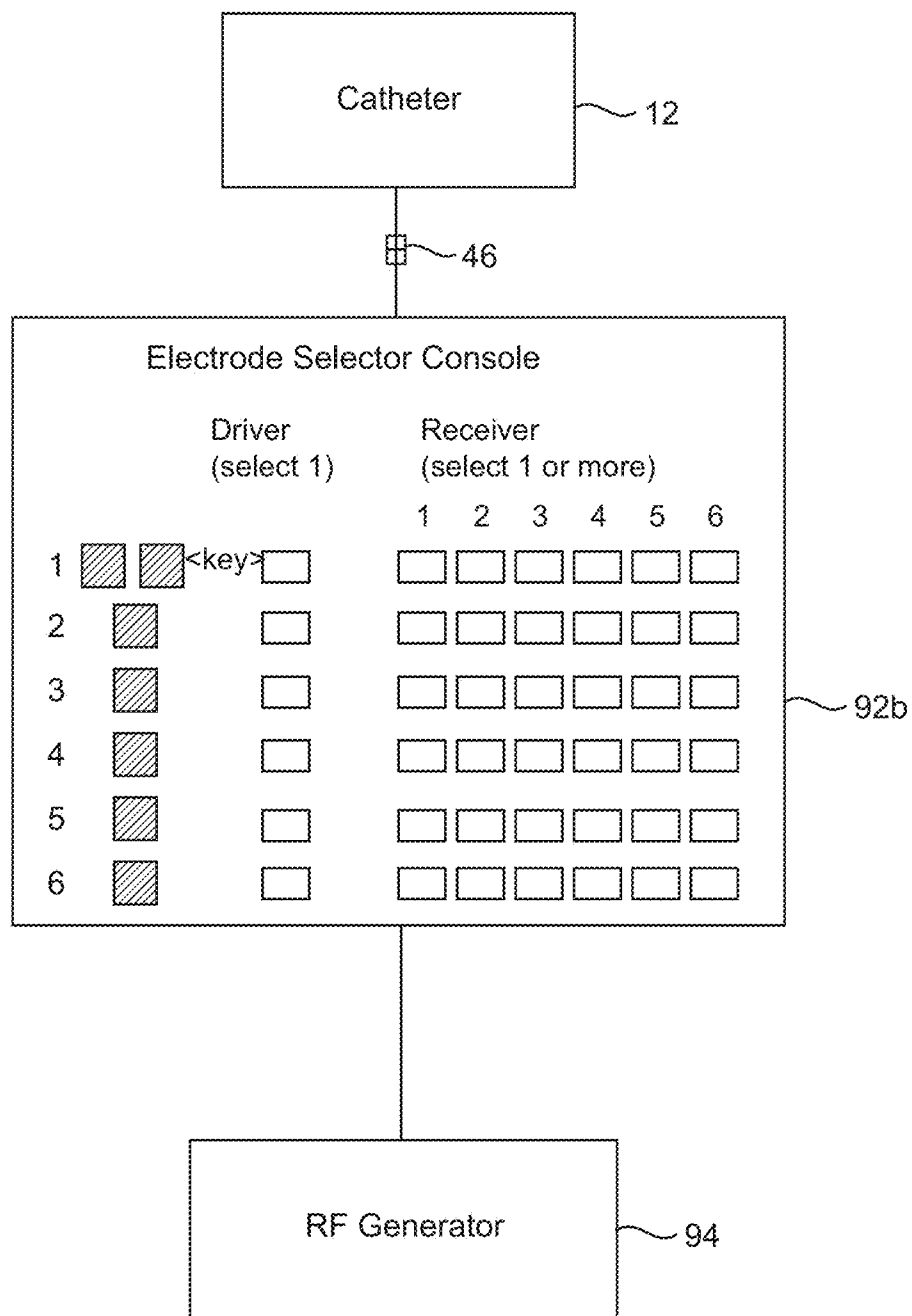 Catheter
12
46
Electrode Selector Console
Driver
(select 1)
Receiver
(select 1 or more)
1 2 3 4 5 6
1 <key>
2
3
92b
4
5
6
RF Generator
94